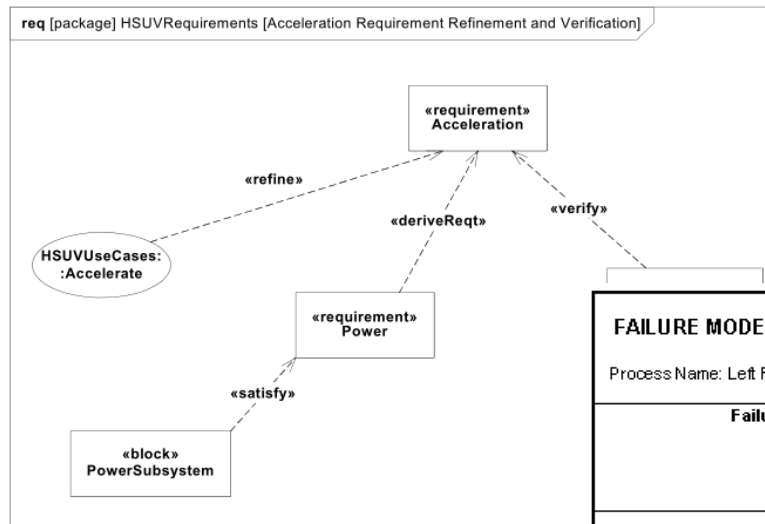 req [package] HSUVRequirements [Acceleration Requirement Refinement and Verification]
«requirement»
Acceleration
«refine»
«deriveReqt»
«verify»
HSUVUseCases:
:Accelerate
«requirement»
Power
«satisfy»
«block»
PowerSubsystem
FAILURE MODE
Process Name: Left